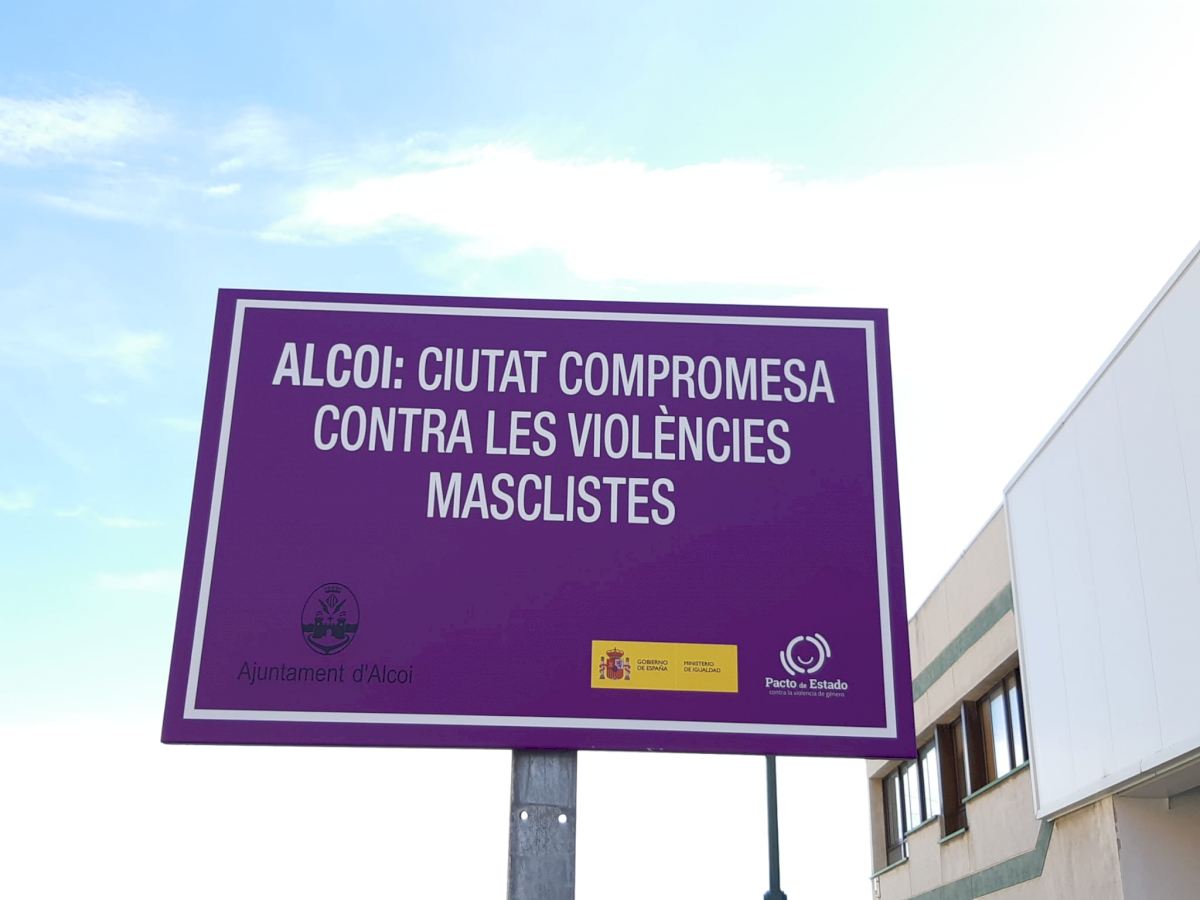 ALCOI: CIUTAT COMPROMESA
CONTRA LES VIOLÈNCIES
MASCLISTES
Ajuntament d'Alcoi
GOBIERNO
DE ESPAÑA
MINISTERIO
DE IGUALDAD
Pacto de Estado
contra la violencia de género